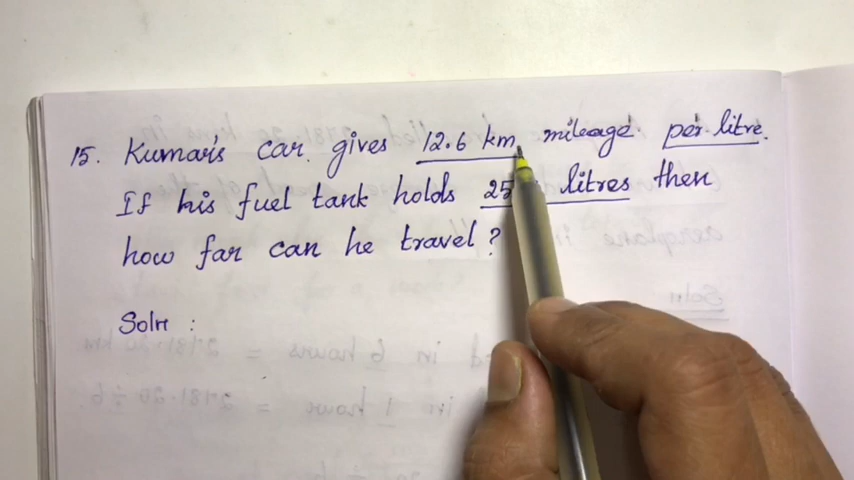 15. Kumar's car gives 12.6 km mileage per litre.
If his fuel tank holds 25 litres then
how far can he travel?
Soln :